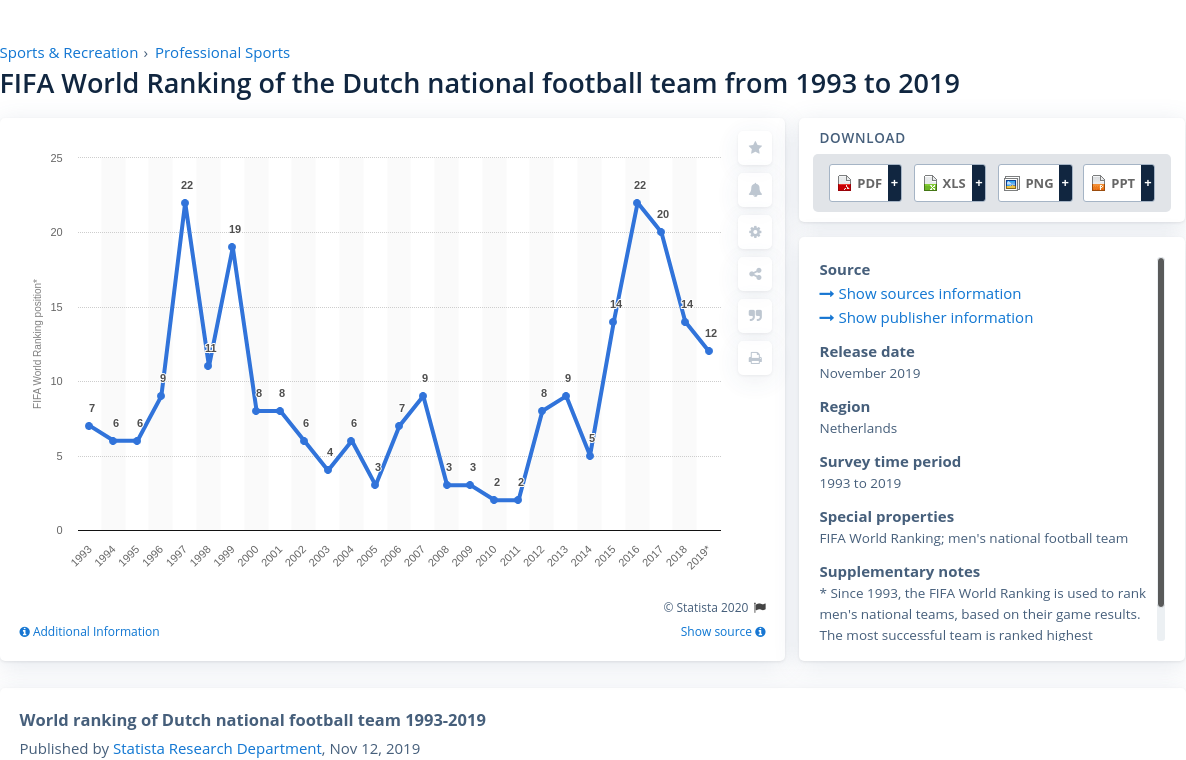 Sports & Recreation › Professional Sports
FIFA World Ranking of the Dutch national football team from 1993 to 2019
FIFA World Ranking position*
25
20
15
10
5
0
7
6
6
9
22
11
19
8
8
6
4
6
3
7
9
3
3
2
2
8
9
5
14
22
20
14
12
1993
1994
1995
1996
1997
1998
1999
2000
2001
2002
2003
2004
2005
2006
2007
2008
2009
2010
2011
2012
2013
2014
2015
2016
2017
2018
2019*
© Statista 2020
Additional Information
Show source
DOWNLOAD
PDF +
XLS +
PNG +
PPT +
Source
Show sources information
Show publisher information
Release date
November 2019
Region
Netherlands
Survey time period
1993 to 2019
Special properties
FIFA World Ranking; men's national football team
Supplementary notes
* Since 1993, the FIFA World Ranking is used to rank
men's national teams, based on their game results.
The most successful team is ranked highest
World ranking of Dutch national football team 1993-2019
Published by Statista Research Department, Nov 12, 2019